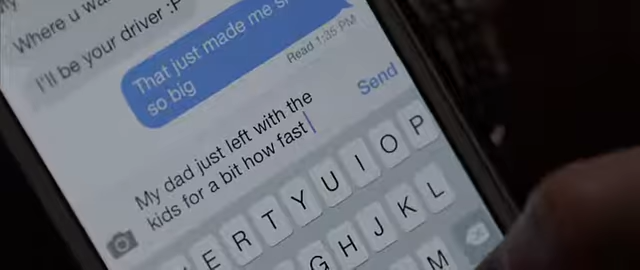 Where u wa
I'll be your driver :P
That just made me s
so big
Read 1:35 PM
My dad just left with the
kids for a bit how fast
Send
E R T Y U I O P
G H J K L
M